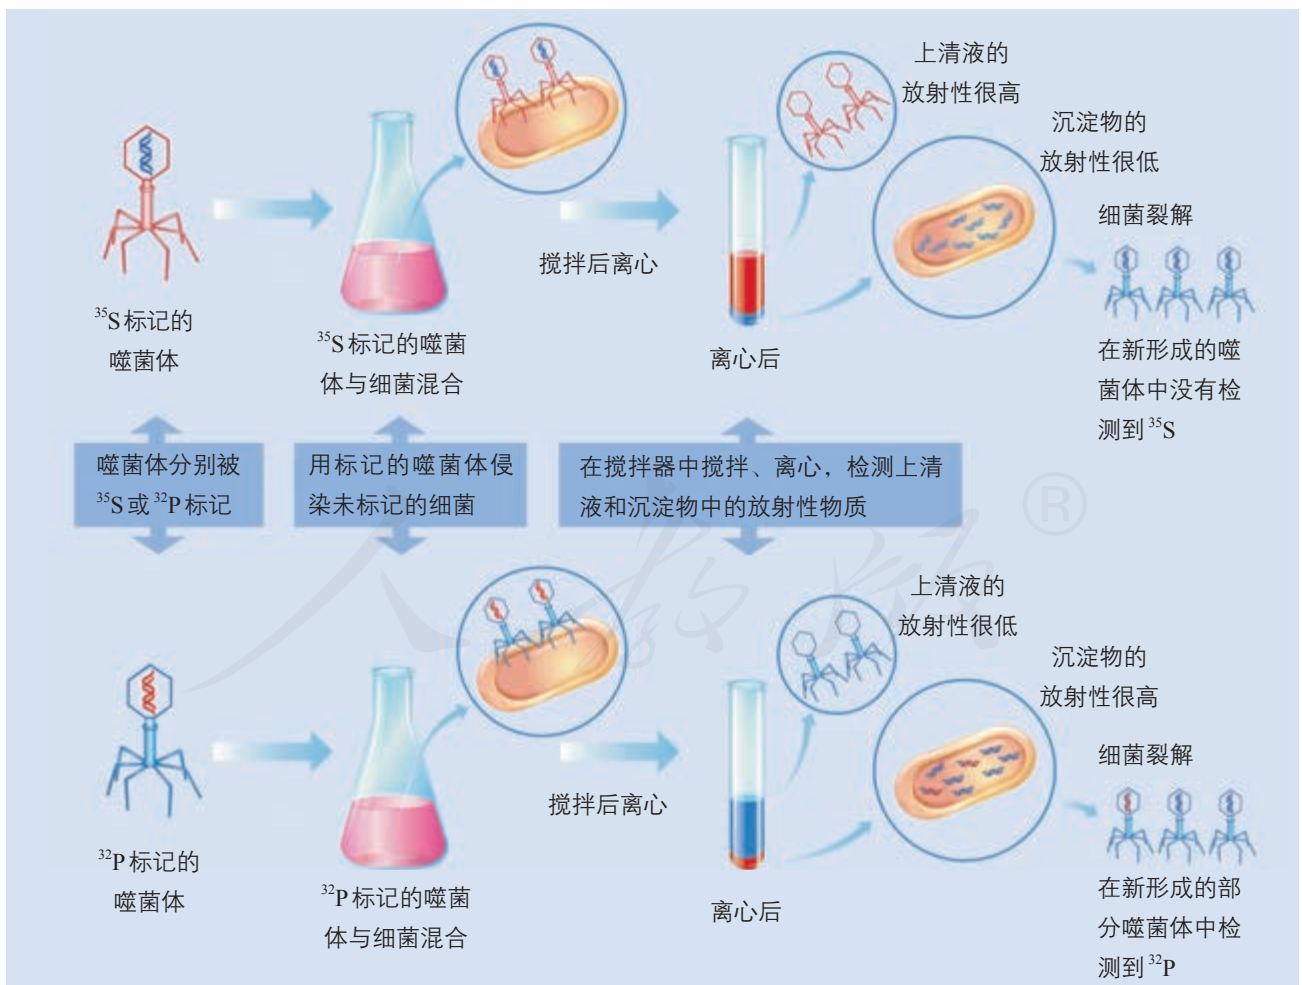 上清液的
放射性很高
沉淀物的
放射性很低
细菌裂解
搅拌后离心
³⁵S标记的
噬菌体
³⁵S标记的噬菌
体与细菌混合
离心后
在新形成的噬
菌体中没有检
测到³⁵S
噬菌体分别被
³⁵S或³²P标记
用标记的噬菌体侵
染未标记的细菌
在搅拌器中搅拌、离心，检测上清
液和沉淀物中的放射性物质
人教版®
上清液的
放射性很低
沉淀物的
放射性很高
细菌裂解
搅拌后离心
³²P标记的
噬菌体
³²P标记的噬菌
体与细菌混合
离心后
在新形成的部
分噬菌体中检
测到³²P